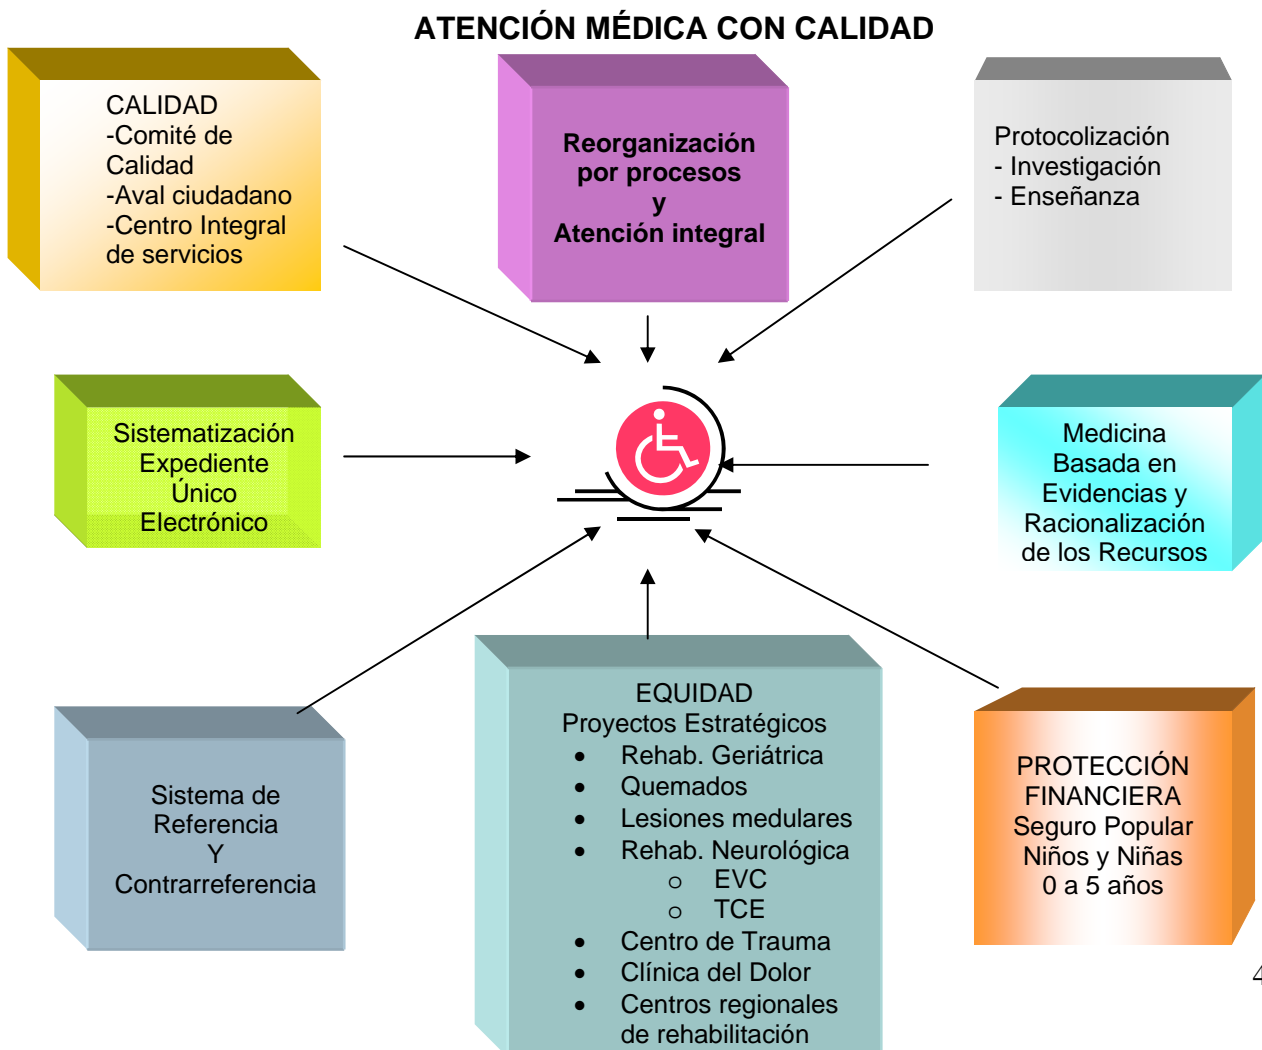 ATENCIÓN MÉDICA CON CALIDAD
CALIDAD
-Comité de
Calidad
-Aval ciudadano
-Centro Integral
de servicios
Reorganización
por procesos
y
Atención integral
Protocolización
- Investigación
- Enseñanza
Sistematización
Expediente
Único
Electrónico
Medicina
Basada en
Evidencias y
Racionalización
de los Recursos
Sistema de
Referencia
Y
Contrarreferencia
EQUIDAD
Proyectos Estratégicos
• Rehab. Geriátrica
• Quemados
• Lesiones medulares
• Rehab. Neurológica
o EVC
o TCE
• Centro de Trauma
• Clínica del Dolor
• Centros regionales
de rehabilitación
PROTECCIÓN
FINANCIERA
Seguro Popular
Niños y Niñas
0 a 5 años
4